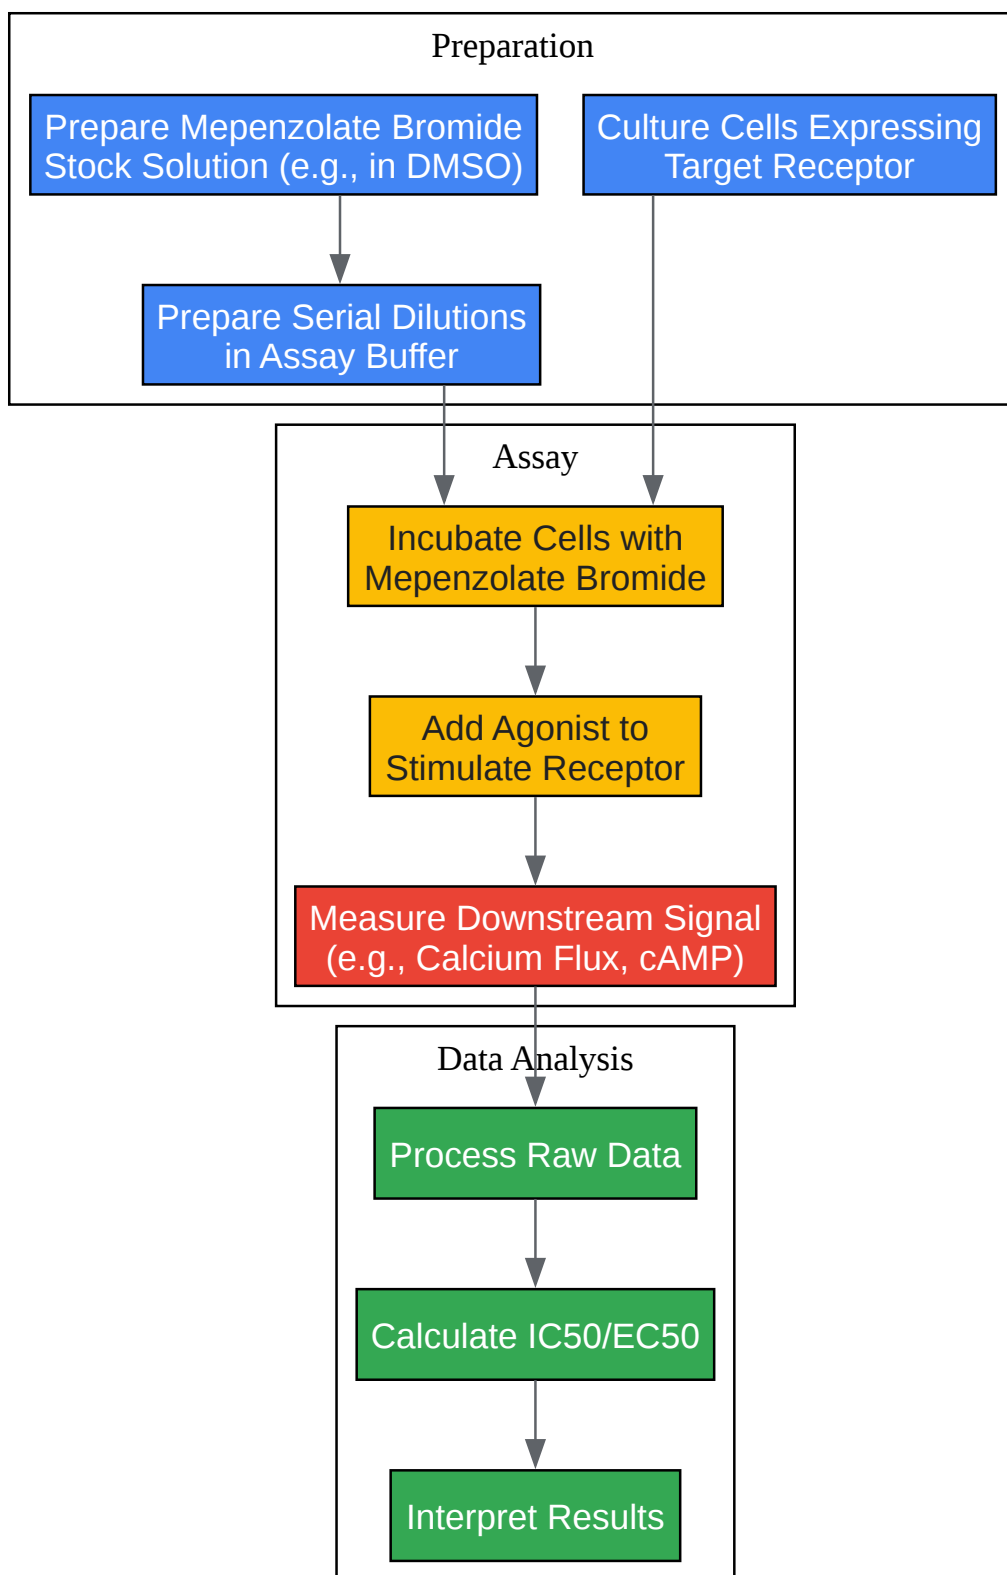 Preparation
Prepare Mepenzolate Bromide
Stock Solution (e.g., in DMSO)
Culture Cells Expressing
Target Receptor
Prepare Serial Dilutions
in Assay Buffer
Assay
Incubate Cells with
Mepenzolate Bromide
Add Agonist to
Stimulate Receptor
Measure Downstream Signal
(e.g., Calcium Flux, cAMP)
Data Analysis
Process Raw Data
Calculate IC50/EC50
Interpret Results